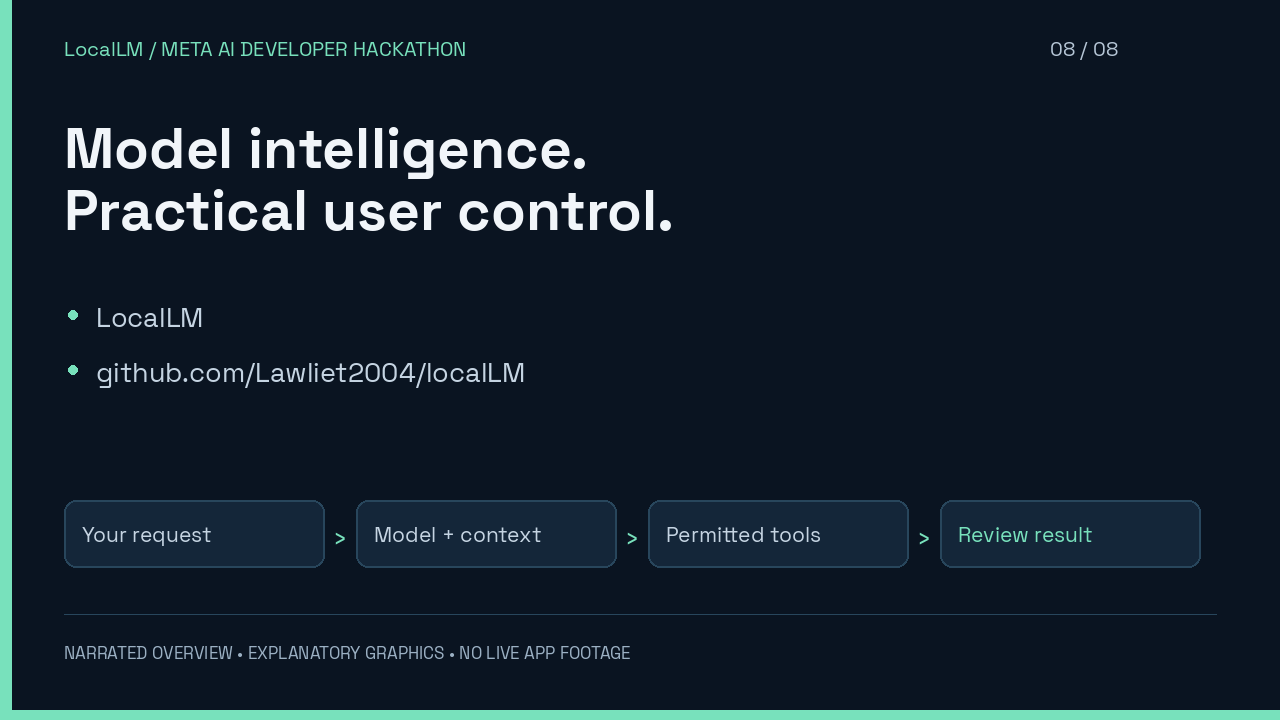 LocalLM / META AI DEVELOPER HACKATHON
08 / 08
Model intelligence.
Practical user control.
• LocalLM
• github.com/Lawliet2004/localLM
Your request > Model + context > Permitted tools > Review result
NARRATED OVERVIEW • EXPLANATORY GRAPHICS • NO LIVE APP FOOTAGE